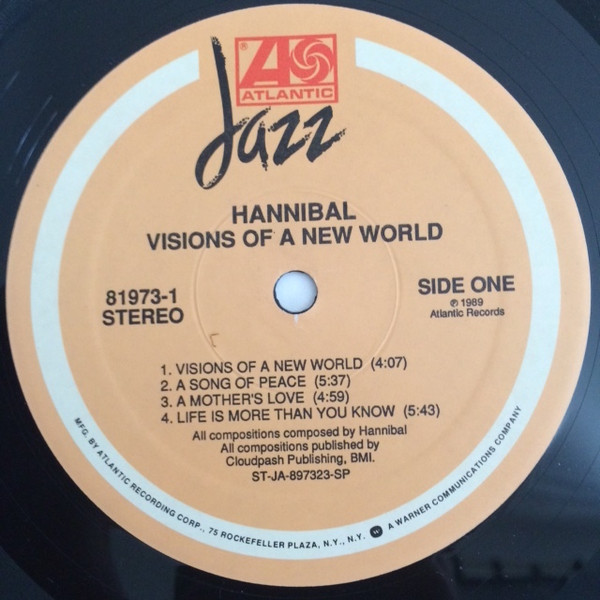 ®
ATLANTIC
Jazz
HANNIBAL
VISIONS OF A NEW WORLD
81973-1
STEREO
SIDE ONE
℗ 1989
Atlantic Records
1. VISIONS OF A NEW WORLD (4:07)
2. A SONG OF PEACE (5:37)
3. A MOTHER'S LOVE (4:59)
4. LIFE IS MORE THAN YOU KNOW (5:43)
All compositions composed by Hannibal
All compositions published by
Cloudpash Publishing, BMI.
ST-JA-897323-SP
MFG. BY ATLANTIC RECORDING CORP., 75 ROCKEFELLER PLAZA, N.Y., N.Y. W A WARNER COMMUNICATIONS COMPANY